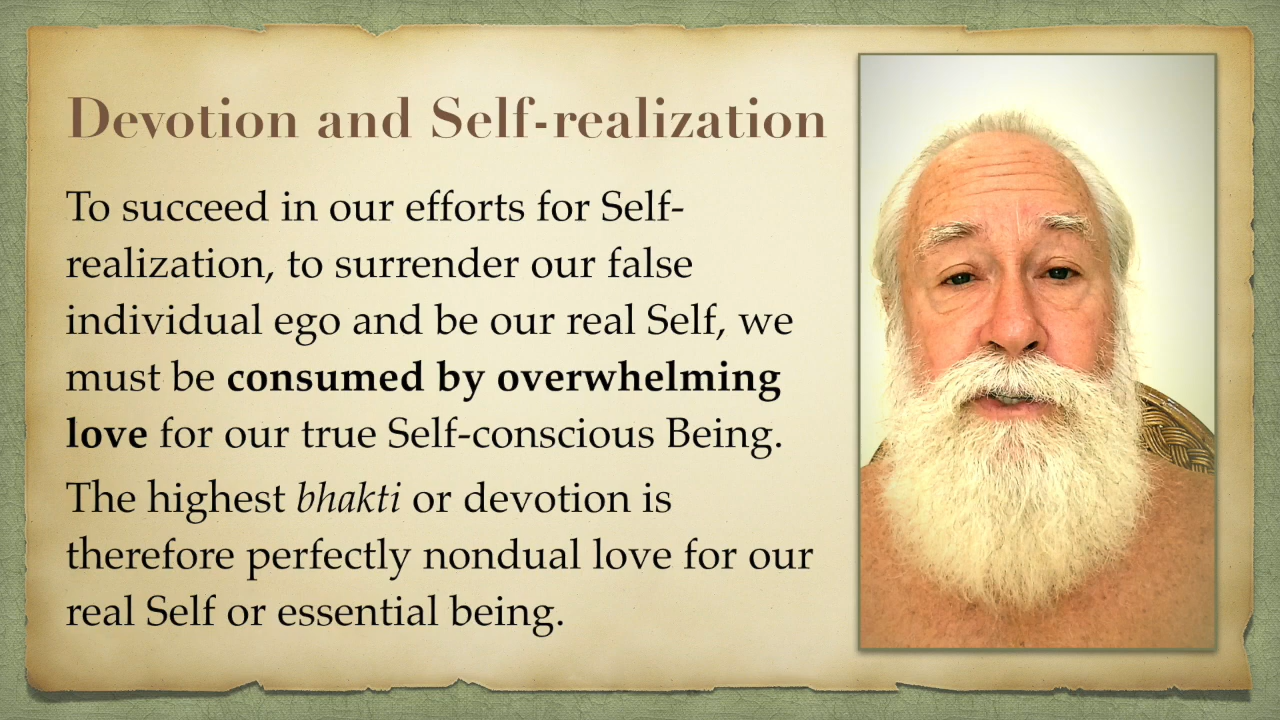 Devotion and Self-realization
To succeed in our efforts for Self-
realization, to surrender our false
individual ego and be our real Self, we
must be consumed by overwhelming
love for our true Self-conscious Being.
The highest bhakti or devotion is
therefore perfectly nondual love for our
real Self or essential being.